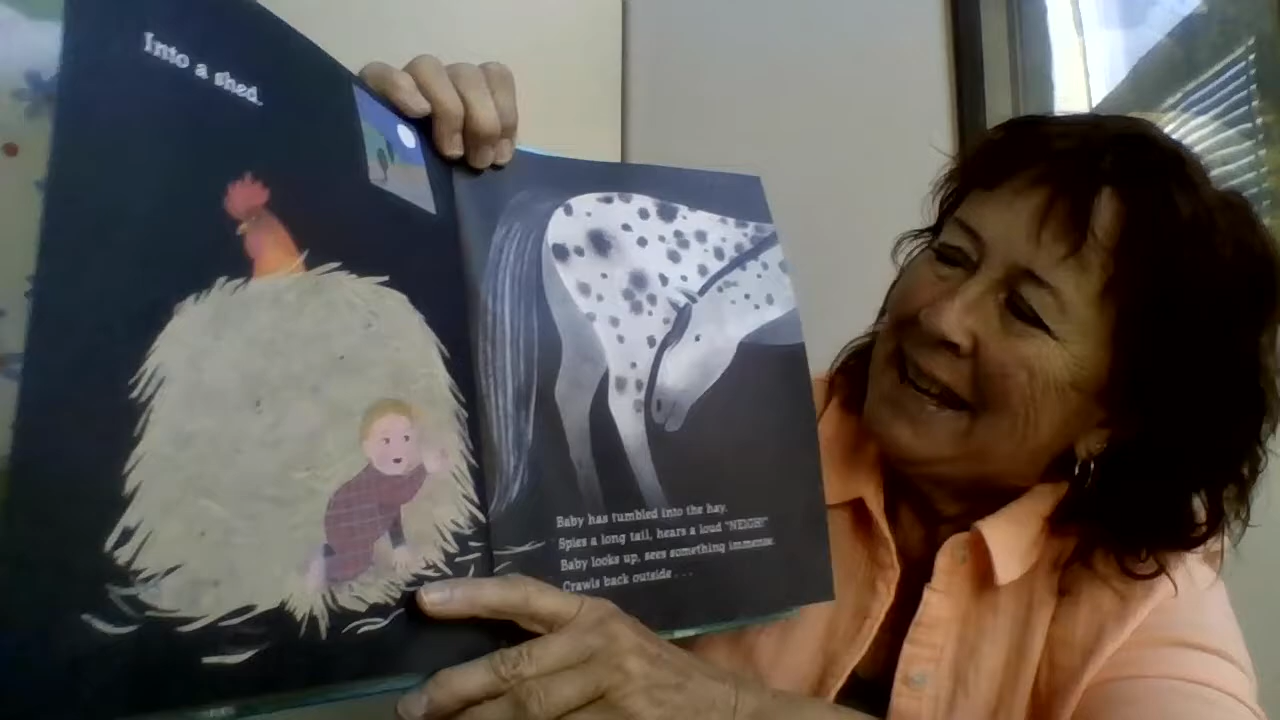 Into a shed.
Baby has tumbled into the hay.
Spies a long tail, hears a loud "NEIGH!"
Baby looks up, sees something immense.
Crawls back outside . . .